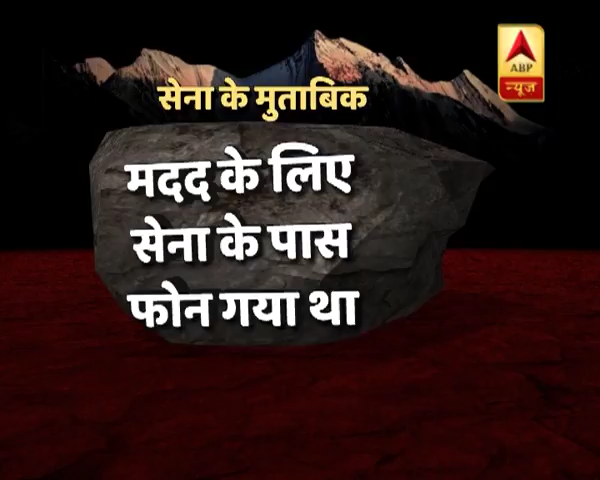 सेना के मुताबिक
ABP
न्यूज़
मदद के लिए
सेना के पास
फोन गया था